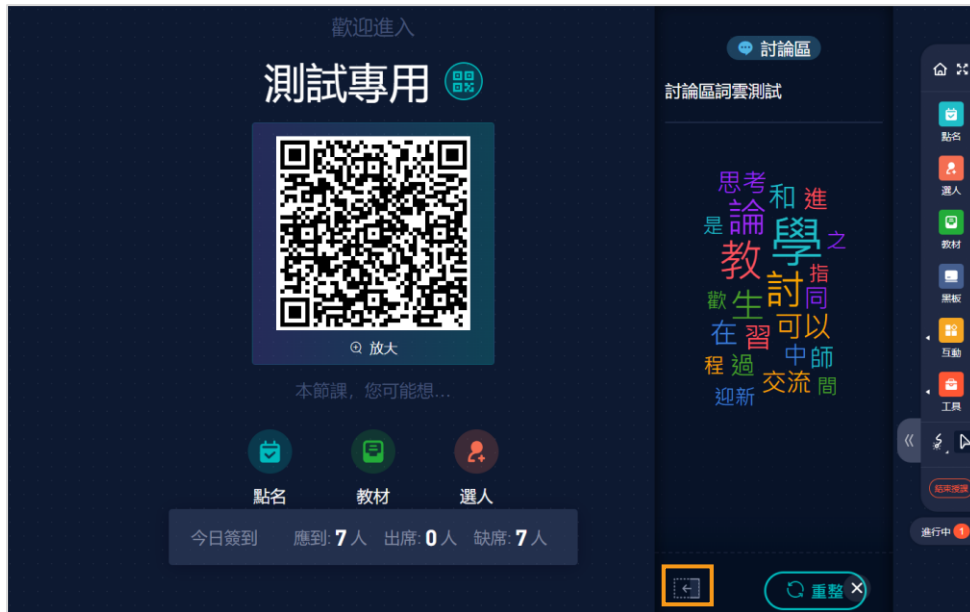 歡迎進入
測試專用
放大
本節課，您可能想...
點名
教材
選人
今日簽到 應到:7人 出席:0人 缺席:7人
討論區
討論區詞雲測試
思考
和
進
是
論
學
之
教
指
歡
生
討
同
在
習
可以
程
過
中
師
迎新
交流
間
重整
點名
選人
教材
黑板
互動
工具
結束授課
進行中 1